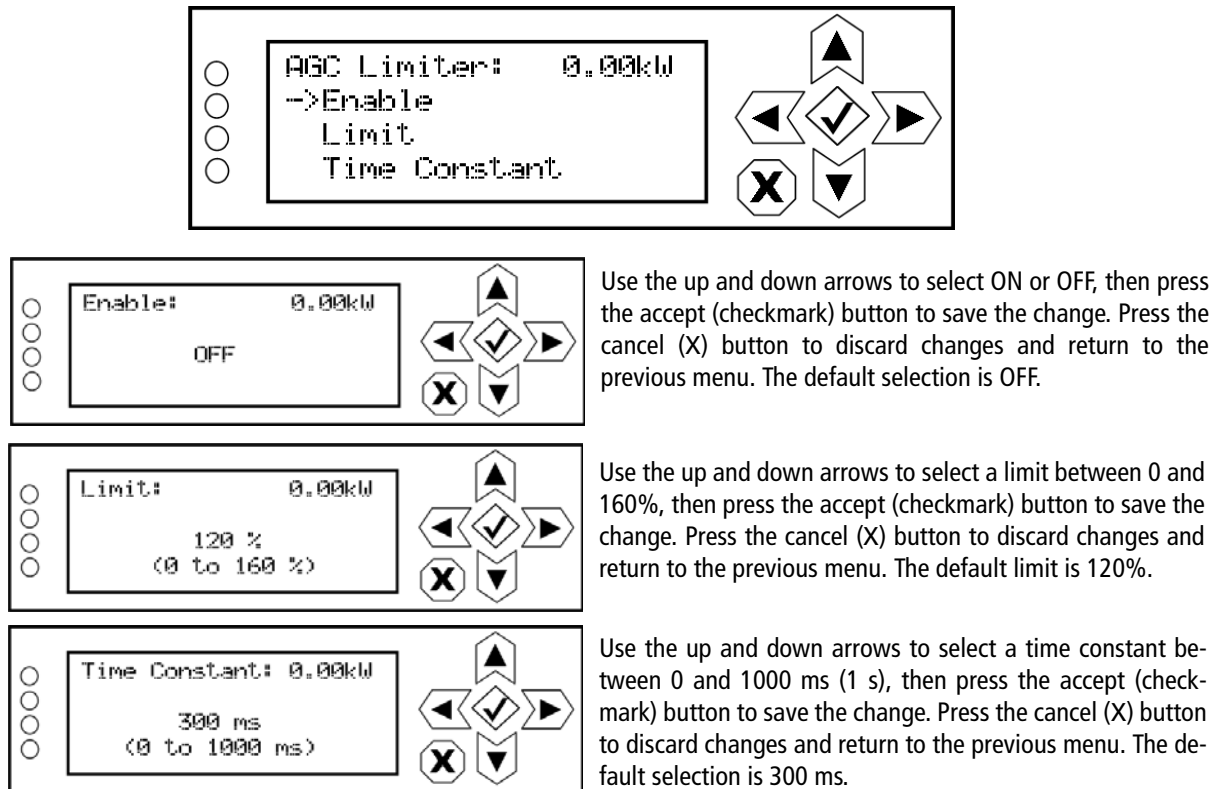 AGC Limiter: 0.00kW
->Enable
Limit
Time Constant
X
Enable: 0.00kW
OFF
X
Use the up and down arrows to select ON or OFF, then press
the accept (checkmark) button to save the change. Press the
cancel (X) button to discard changes and return to the
previous menu. The default selection is OFF.
Limit: 0.00kW
120 %
(0 to 160 %)
X
Use the up and down arrows to select a limit between 0 and
160%, then press the accept (checkmark) button to save the
change. Press the cancel (X) button to discard changes and
return to the previous menu. The default limit is 120%.
Time Constant: 0.00kW
300 ms
(0 to 1000 ms)
X
Use the up and down arrows to select a time constant be-
tween 0 and 1000 ms (1 s), then press the accept (check-
mark) button to save the change. Press the cancel (X) button
to discard changes and return to the previous menu. The de-
fault selection is 300 ms.